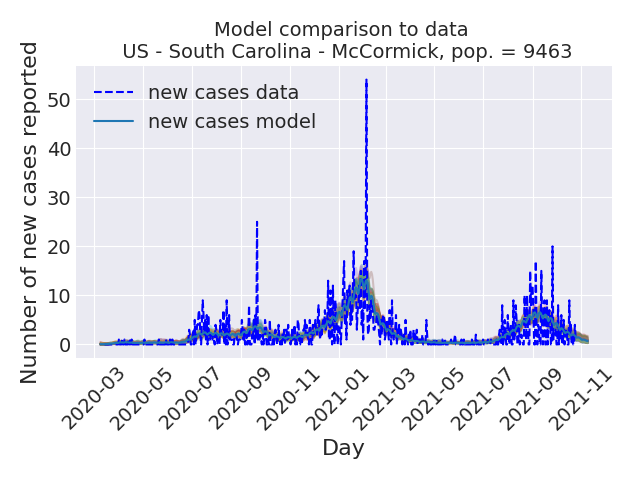 Model comparison to data
US - South Carolina - McCormick, pop. = 9463
Number of new cases reported
50
40
30
20
10
0
new cases data
new cases model
2020-03
2020-05
2020-07
2020-09
2020-11
2021-01
2021-03
2021-05
2021-07
2021-09
2021-11
Day